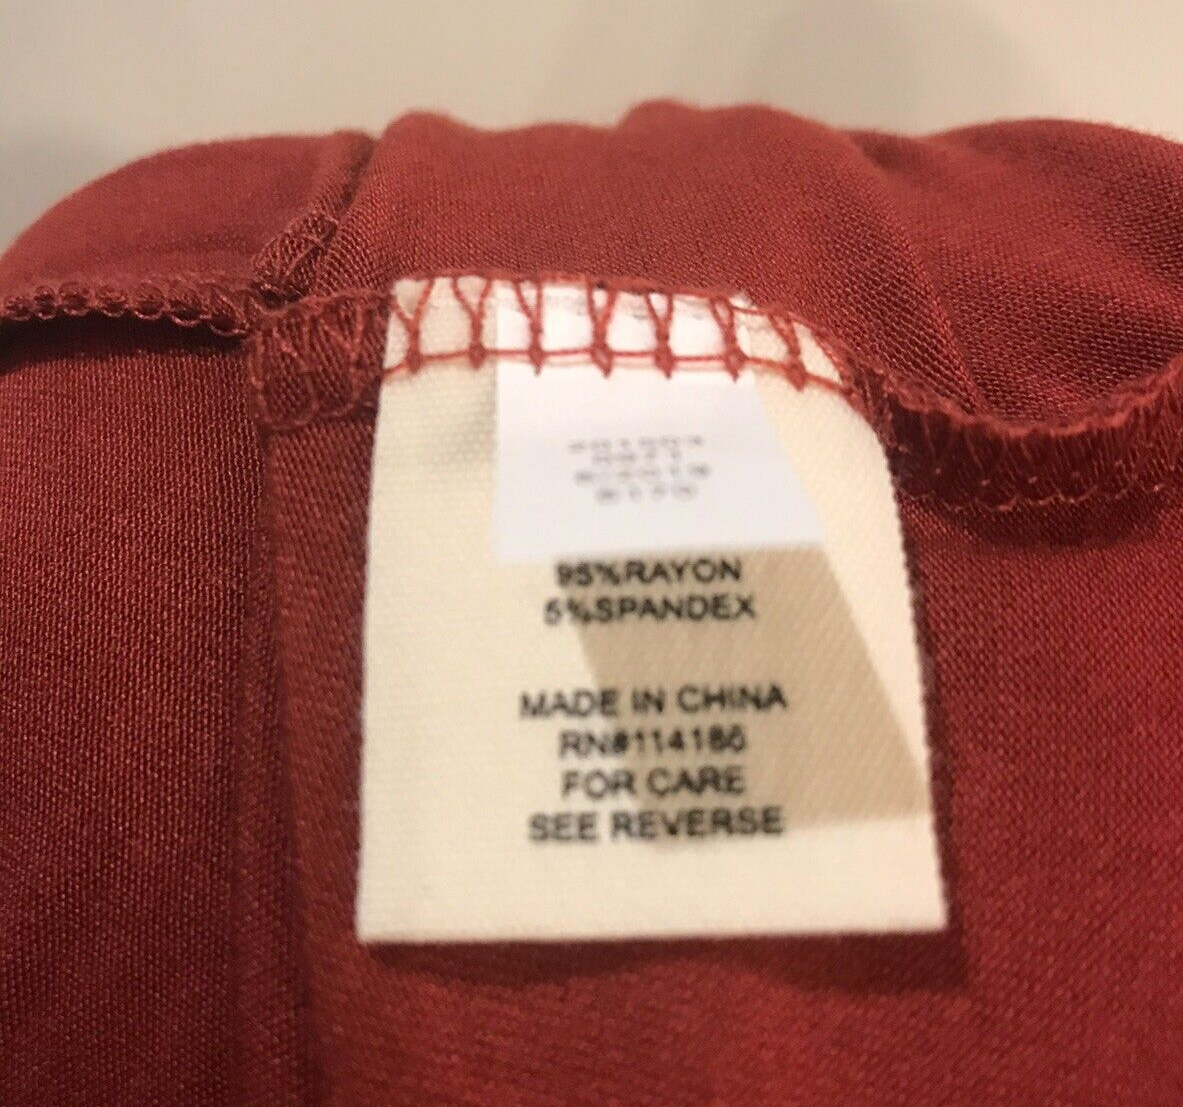 95%RAYON
5%SPANDEX
MADE IN CHINA
RN#114186
FOR CARE
SEE REVERSE